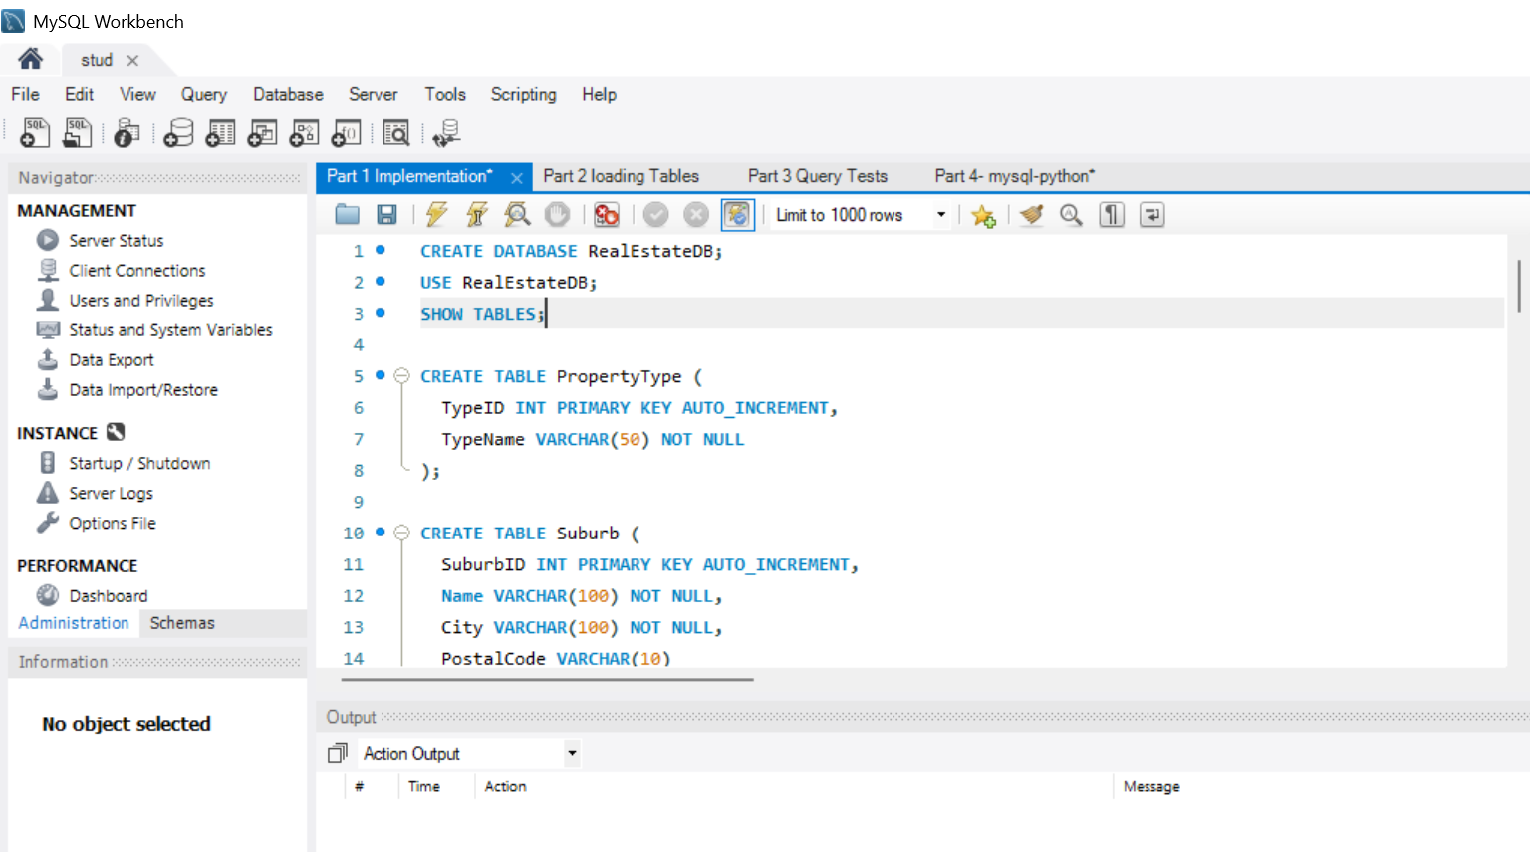 MySQL Workbench
stud
File Edit View Query Database Server Tools Scripting Help
SQL SQL f()
Navigator
MANAGEMENT
Server Status
Client Connections
Users and Privileges
Status and System Variables
Data Export
Data Import/Restore
INSTANCE
Startup / Shutdown
Server Logs
Options File
PERFORMANCE
Dashboard
Administration Schemas
Information
No object selected
Part 1 Implementation* Part 2 loading Tables Part 3 Query Tests Part 4- mysql-python*
Limit to 1000 rows
1 CREATE DATABASE RealEstateDB;
2 USE RealEstateDB;
3 SHOW TABLES;
4
5 CREATE TABLE PropertyType (
6 TypeID INT PRIMARY KEY AUTO_INCREMENT,
7 TypeName VARCHAR(50) NOT NULL
8 );
9
10 CREATE TABLE Suburb (
11 SuburbID INT PRIMARY KEY AUTO_INCREMENT,
12 Name VARCHAR(100) NOT NULL,
13 City VARCHAR(100) NOT NULL,
14 PostalCode VARCHAR(10)
Output
Action Output
# Time Action Message